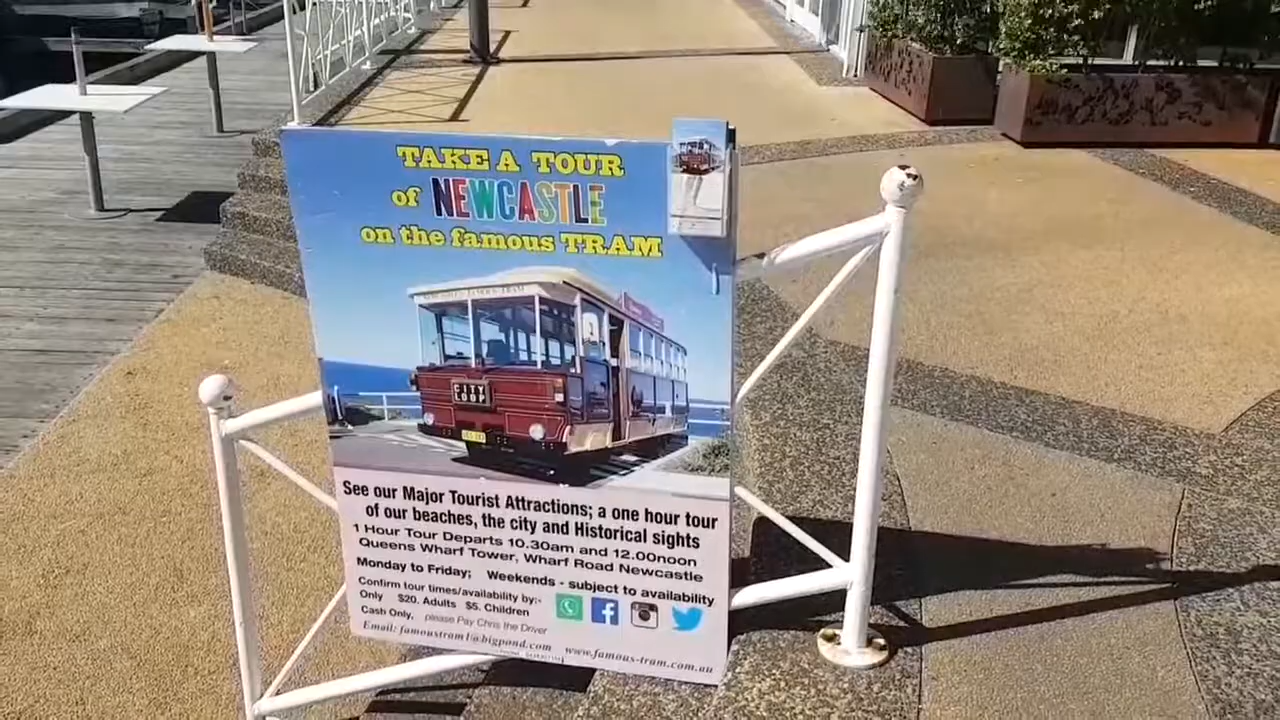 TAKE A TOUR
of NEWCASTLE
on the famous TRAM
NEWCASTLE'S FAMOUS TRAM
CITY
LOOP
See our Major Tourist Attractions; a one hour tour
of our beaches, the city and Historical sights
1 Hour Tour Departs 10.30am and 12.00noon
Queens Wharf Tower, Wharf Road Newcastle
Monday to Friday; Weekends - subject to availability
Confirm tour times/availability by:-
Only $20. Adults $5. Children
Cash Only, please Pay Chris the Driver
Email: famoustram1@bigpond.com www.famous-tram.com.au